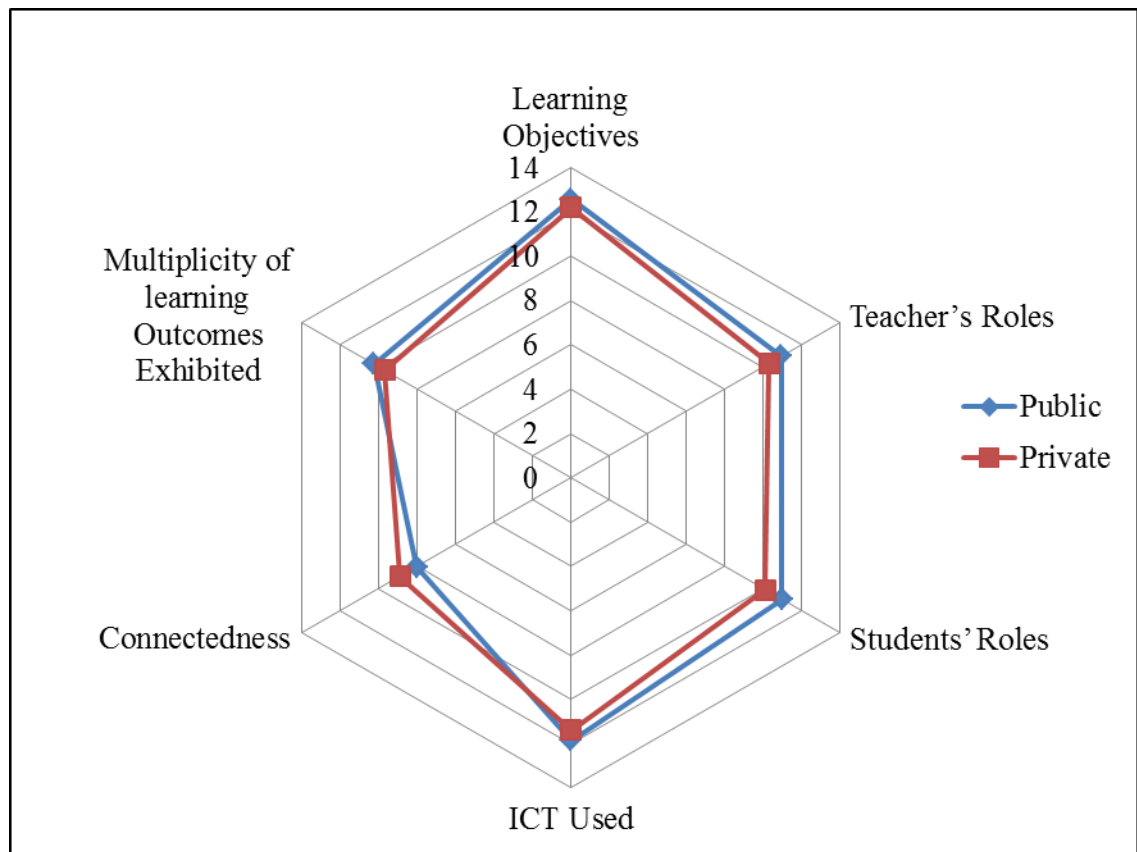 Learning
Objectives
14
12
10
8
6
4
2
0
Multiplicity of
learning
Outcomes
Exhibited
Teacher’s Roles
Public
Private
Connectedness
Students’ Roles
ICT Used